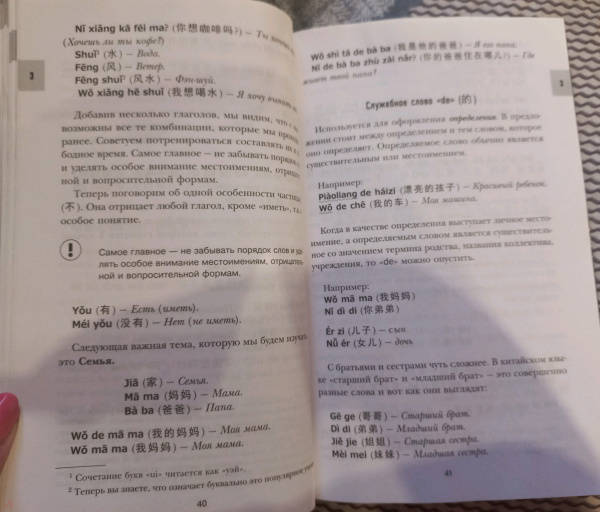 Nǐ xiǎng kā fēi ma? (你想咖啡吗?) — Ты
(Хочешь ли ты кофе?)
Shuǐ¹ (水) — Вода.
Fēng (风) — Ветер.
Fēng shuǐ² (风水) — Фэн-шуй.
Wǒ xiǎng hē shuǐ (我想喝水) — Я хочу
3
Добавив несколько глаголов, мы видим, что
возможны все те комбинации, которые мы
ранее. Советуем потренироваться составлять их в
бодное время. Самое главное — не забывать порядок
и уделять особое внимание местоимениям,
ной и вопросительной формам.
Теперь поговорим об одной особенности частицы
(不). Она отрицает любой глагол, кроме «иметь»,
особое понятие.
!
Самое главное — не забывать порядок слов и
лять особое внимание местоимениям,
ной и вопросительной формам.
Yǒu (有) — Есть (иметь).
Méi yǒu (没有) — Нет (не иметь).
Следующая важная тема, которую мы будем
это Семья.
Jiā (家) — Семья.
Mā ma (妈妈) — Мама.
Bà ba (爸爸) — Папа.
Wǒ de mā ma (我的妈妈) — Моя мама.
Wǒ mā ma (我妈妈) — Моя мама.
¹ Сочетание букв «ui» читается как «уэй».
² Теперь вы знаете, что означает буквально это популярное
40
Wǒ shì tā de bà ba (我是他的爸爸) — Я его папа.
Nǐ de bà ba zhù zài nǎr? (你的爸爸住在哪儿?) — Где
живет твой папа?
3
Служебное слово «de» (的)
Используется для оформления определения. В предло-
жении стоит между определением и тем словом, которое
оно определяет. Определяемое слово обычно является
существительным или местоимением.
Например:
Piàoliang de háizi (漂亮的孩子) — Красивый ребенок.
Wǒ de chē (我的车) — Моя машина.
Когда в качестве определения выступает личное место-
имение, а определяемым словом является существитель-
ное со значением термина родства, названия коллектива,
учреждения, то «de» можно опустить.
Например:
Wǒ mā ma (我妈妈)
Nǐ dì di (你弟弟)
Ér zi (儿子) — сын
Nǚ ér (女儿) — дочь
С братьями и сестрами чуть сложнее. В китайском язы-
ке «старший брат» и «младший брат» – это совершенно
разные слова и вот как они выглядят:
Gē ge (哥哥) — Старший брат.
Dì di (弟弟) — Младший брат.
Jiě jie (姐姐) — Старшая сестра.
Mèi mei (妹妹) — Младшая сестра.
41